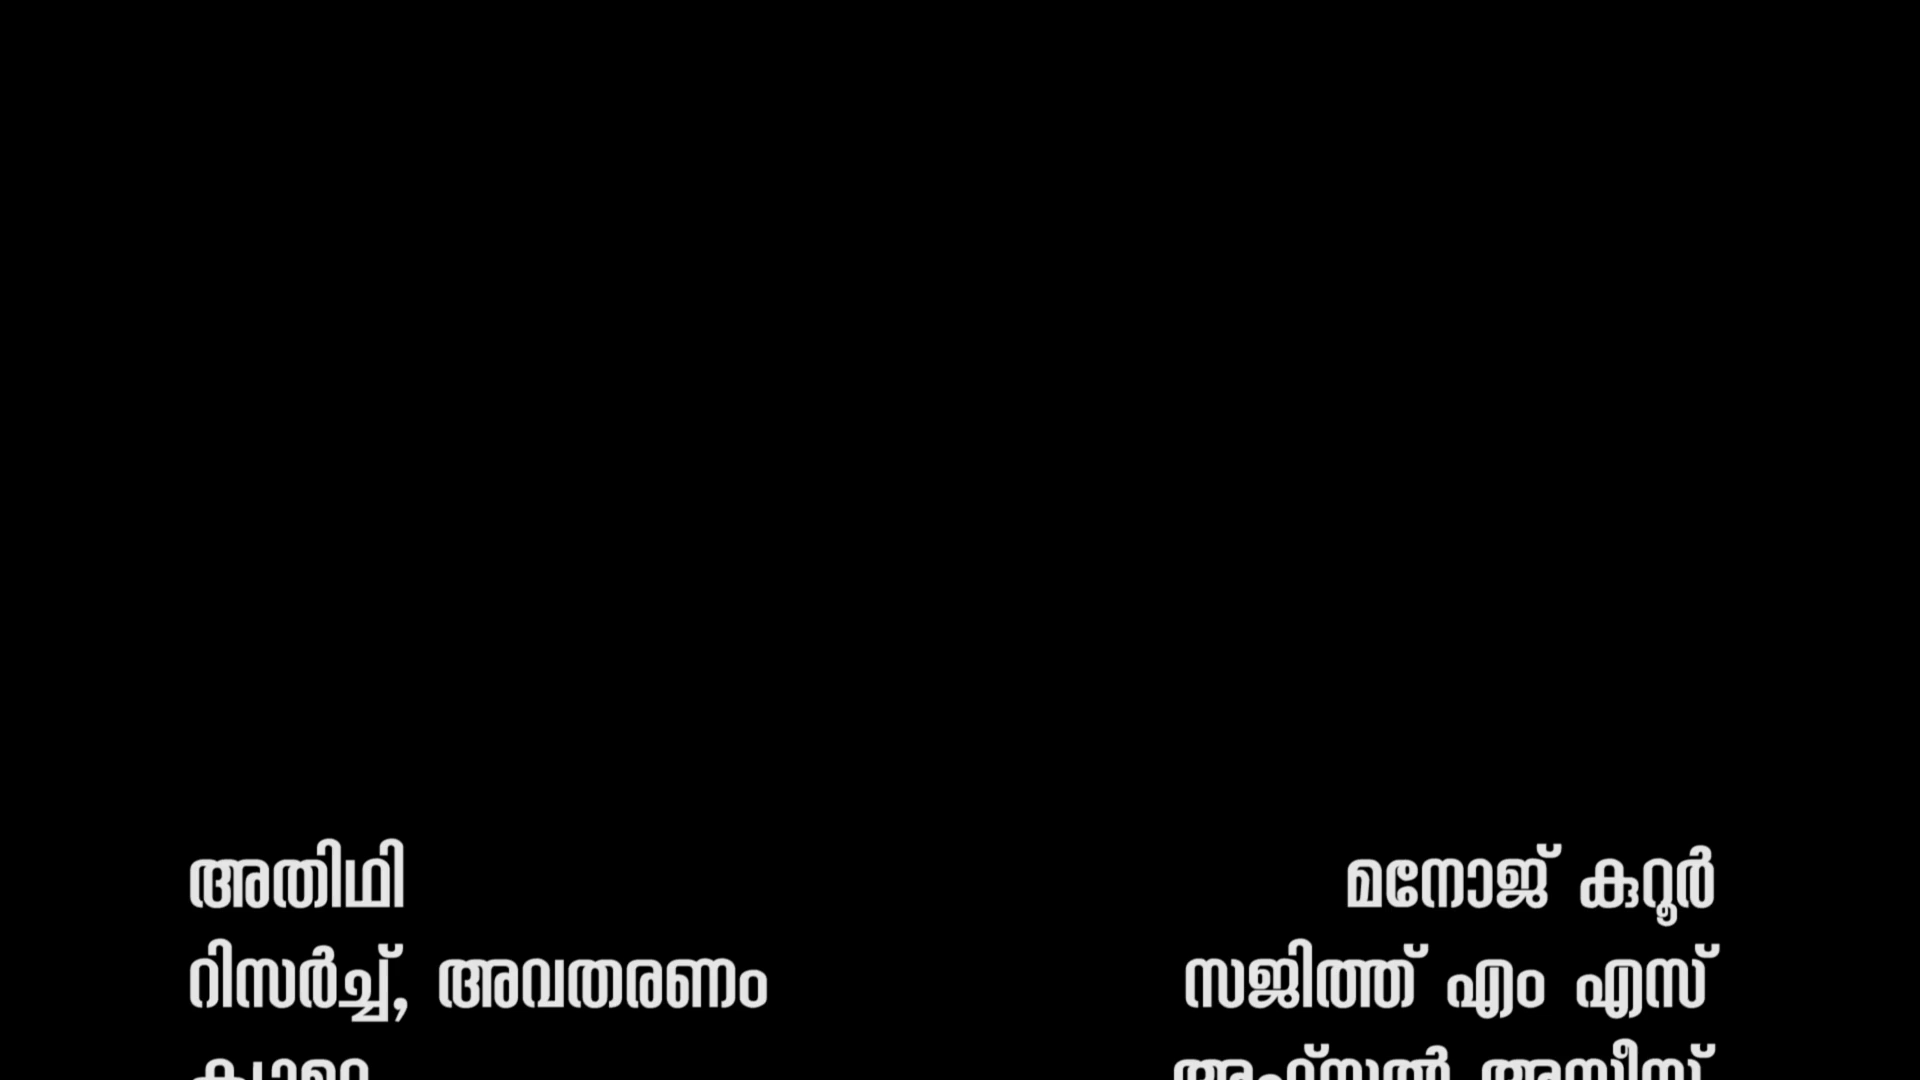 അതിഥി മനോജ് കുറൂർ
റിസർച്ച്, അവതരണം സജിത്ത് എം എസ്